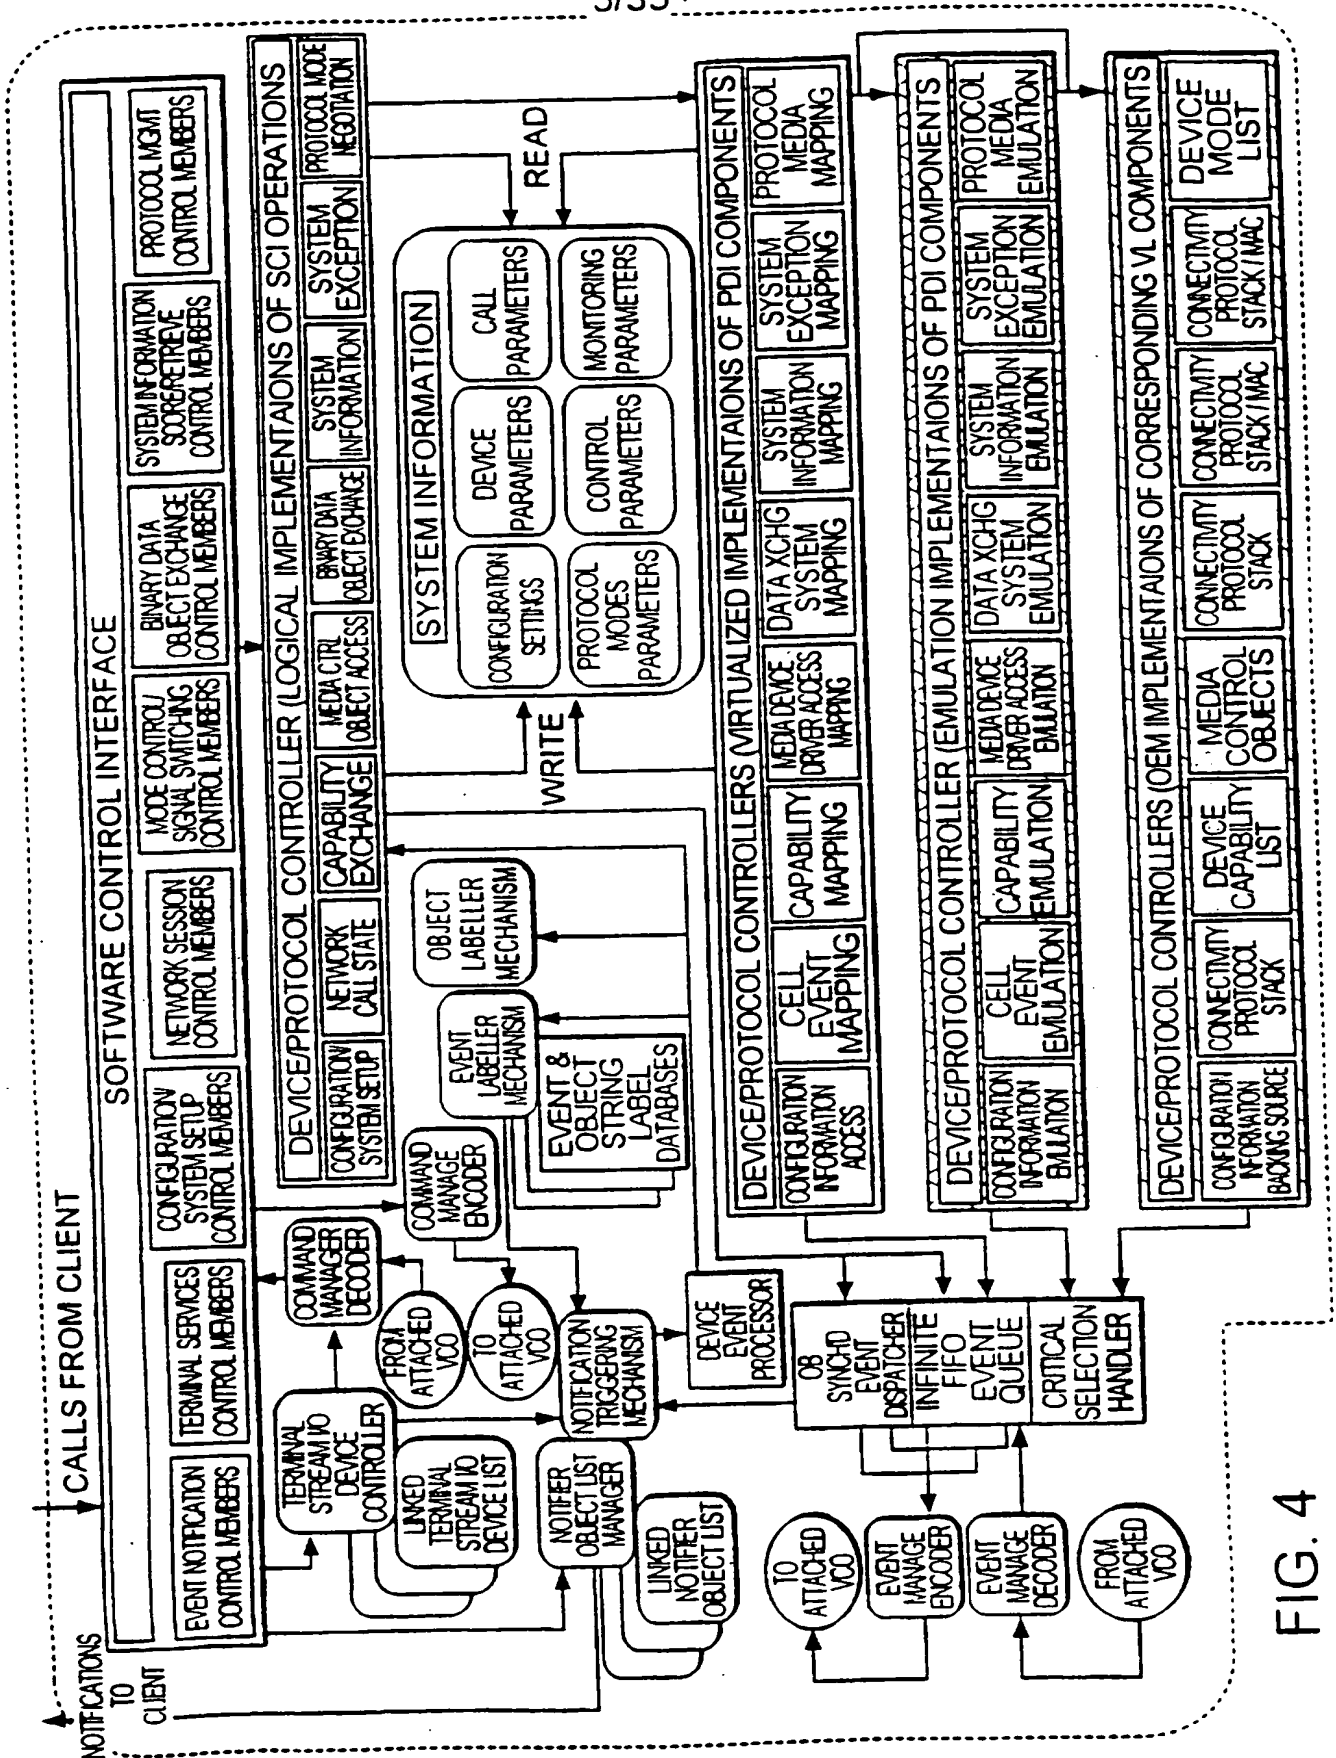 3/35
CALLS FROM CLIENT
NOTIFICATIONS
TO
CLIENT
SOFTWARE CONTROL INTERFACE
EVENT NOTIFICATION
CONTROL MEMBERS
TERMINAL SERVICES
CONTROL MEMBERS
CONFIGURATION/
SYSTEM SETUP
CONTROL MEMBERS
NETWORK SESSION
CONTROL MEMBERS
MODE CONTROL/
SIGNAL SWITCHING
CONTROL MEMBERS
BINARY DATA
OBJECT EXCHANGE
CONTROL MEMBERS
SYSTEM INFORMATION
SCORE/RETRIEVE
CONTROL MEMBERS
PROTOCOL MGMT
CONTROL MEMBERS
DEVICE/PROTOCOL CONTROLLER (LOGICAL IMPLEMENTAIONS OF SCI OPERATIONS
CONFIGURATION/
SYSTEM SETUP
NETWORK
CALL STATE
CAPABILITY
EXCHANGE
MEDIA CTRL
OBJECT ACCESS
BINARY DATA
OBJECT EXCHANGE
SYSTEM
INFORMATION
SYSTEM
EXCEPTION
PROTOCOL MODE
NEGOTIATION
TERMINAL
STREAM I/O
DEVICE
CONTROLLER
LINKED
TERMINAL
STREAM I/O
DEVICE LIST
COMMAND
MANAGER
DECODER
COMMAND
MANAGE
ENCODER
FROM
ATTACHED
VCO
TO
ATTACHED
VCO
EVENT
LABELLER
MECHANISM
OBJECT
LABELLER
MECHANISM
EVENT &
OBJECT
STRING
LABEL
DATABASES
NOTIFICATION
TRIGGERING
MECHANISM
NOTIFIER
OBJECT LIST
MANAGER
LINKED
NOTIFIER
OBJECT LIST
WRITE
READ
SYSTEM INFORMATION
CONFIGURATION
SETTINGS
DEVICE
PARAMETERS
CALL
PARAMETERS
PROTOCOL
MODES
PARAMETERS
CONTROL
PARAMETERS
MONITORING
PARAMETERS
DEVICE
EVENT
PROCESSOR
OB
SYNCHD
EVENT
DISPATCHER
INFINITE
FIFO
EVENT
QUEUE
CRITICAL
SELECTION
HANDLER
TO
ATTACHED
VCO
EVENT
MANAGE
ENCODER
EVENT
MANAGE
DECODER
FROM
ATTACHED
VCO
DEVICE/PROTOCOL CONTROLLERS (VIRTUALIZED IMPLEMENTAIONS OF PDI COMPONENTS
CONFIGURATION
INFORMATION
ACCESS
CELL
EVENT
MAPPING
CAPABILITY
MAPPING
MEDIA DEVICE
DRIVER ACCESS
MAPPING
DATA XCHG
SYSTEM
MAPPING
SYSTEM
INFORMATION
MAPPING
SYSTEM
EXCEPTION
MAPPING
PROTOCOL
MEDIA
MAPPING
DEVICE/PROTOCOL CONTROLLER (EMULATION IMPLEMENTAIONS OF PDI COMPONENTS
CONFIGURATION
INFORMATION
EMULATION
CELL
EVENT
EMULATION
CAPABILITY
EMULATION
MEDIA DEVICE
DRIVER ACCESS
EMULATION
DATA XCHG
SYSTEM
EMULATION
SYSTEM
INFORMATION
EMULATION
SYSTEM
EXCEPTION
EMULATION
PROTOCOL
MEDIA
EMULATION
DEVICE/PROTOCOL CONTROLLERS (OEM IMPLEMENTAIONS OF CORRESPONDING VL COMPONENTS
CONFIGURATION
INFORMATION
BACKING SOURCE
CONNECTIVITY
PROTOCOL
STACK
DEVICE
CAPABILITY
LIST
MEDIA
CONTROL
OBJECTS
CONNECTIVITY
PROTOCOL
STACK
CONNECTIVITY
PROTOCOL
STACK/MAC
CONNECTIVITY
PROTOCOL
STACK/MAC
DEVICE
MODE
LIST
FIG. 4